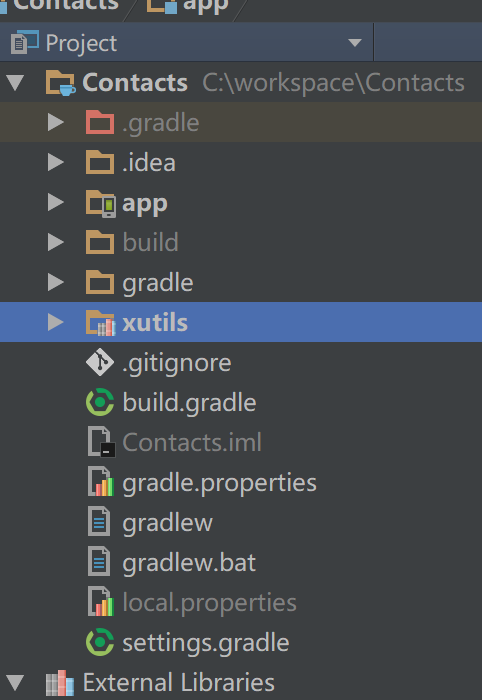 Contacts app
Project
Contacts C:\workspace\Contacts
.gradle
.idea
app
build
gradle
xutils
.gitignore
build.gradle
Contacts.iml
gradle.properties
gradlew
gradlew.bat
local.properties
settings.gradle
External Libraries